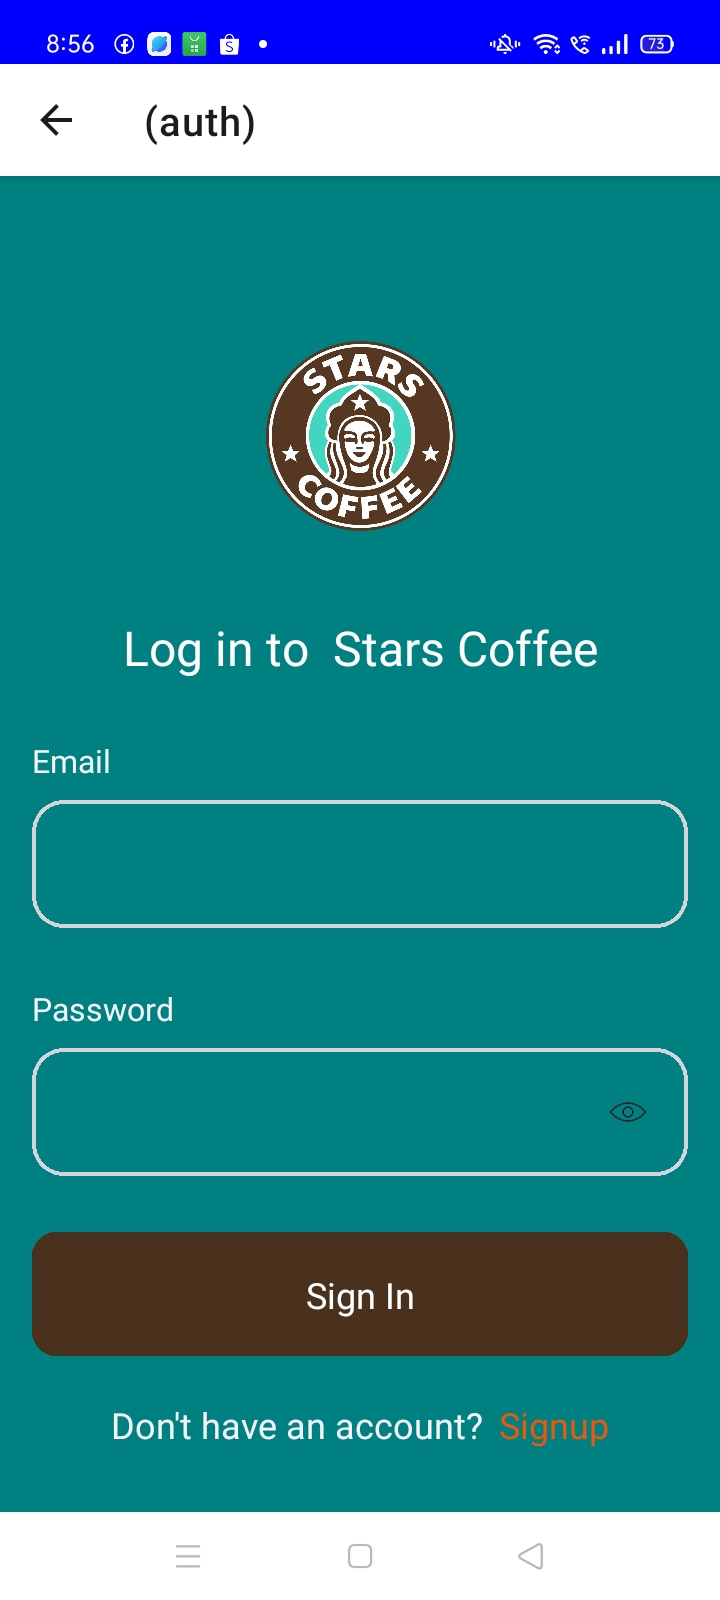 8:56
73
(auth)
STARS
COFFEE
Log in to  Stars Coffee
Email
Password
Sign In
Don't have an account?  Signup